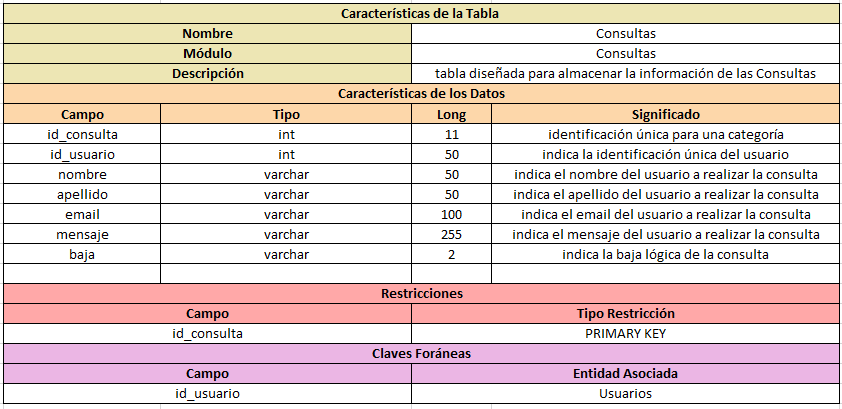 Características de la Tabla
Nombre Consultas
Módulo Consultas
Descripción tabla diseñada para almacenar la información de las Consultas
Características de los Datos
Campo Tipo Long Significado
id_consulta int 11 identificación única para una categoría
id_usuario int 50 indica la identificación única del usuario
nombre varchar 50 indica el nombre del usuario a realizar la consulta
apellido varchar 50 indica el apellido del usuario a realizar la consulta
email varchar 100 indica el email del usuario a realizar la consulta
mensaje varchar 255 indica el mensaje del usuario a realizar la consulta
baja varchar 2 indica la baja lógica de la consulta
Restricciones
Campo Tipo Restricción
id_consulta PRIMARY KEY
Claves Foráneas
Campo Entidad Asociada
id_usuario Usuarios